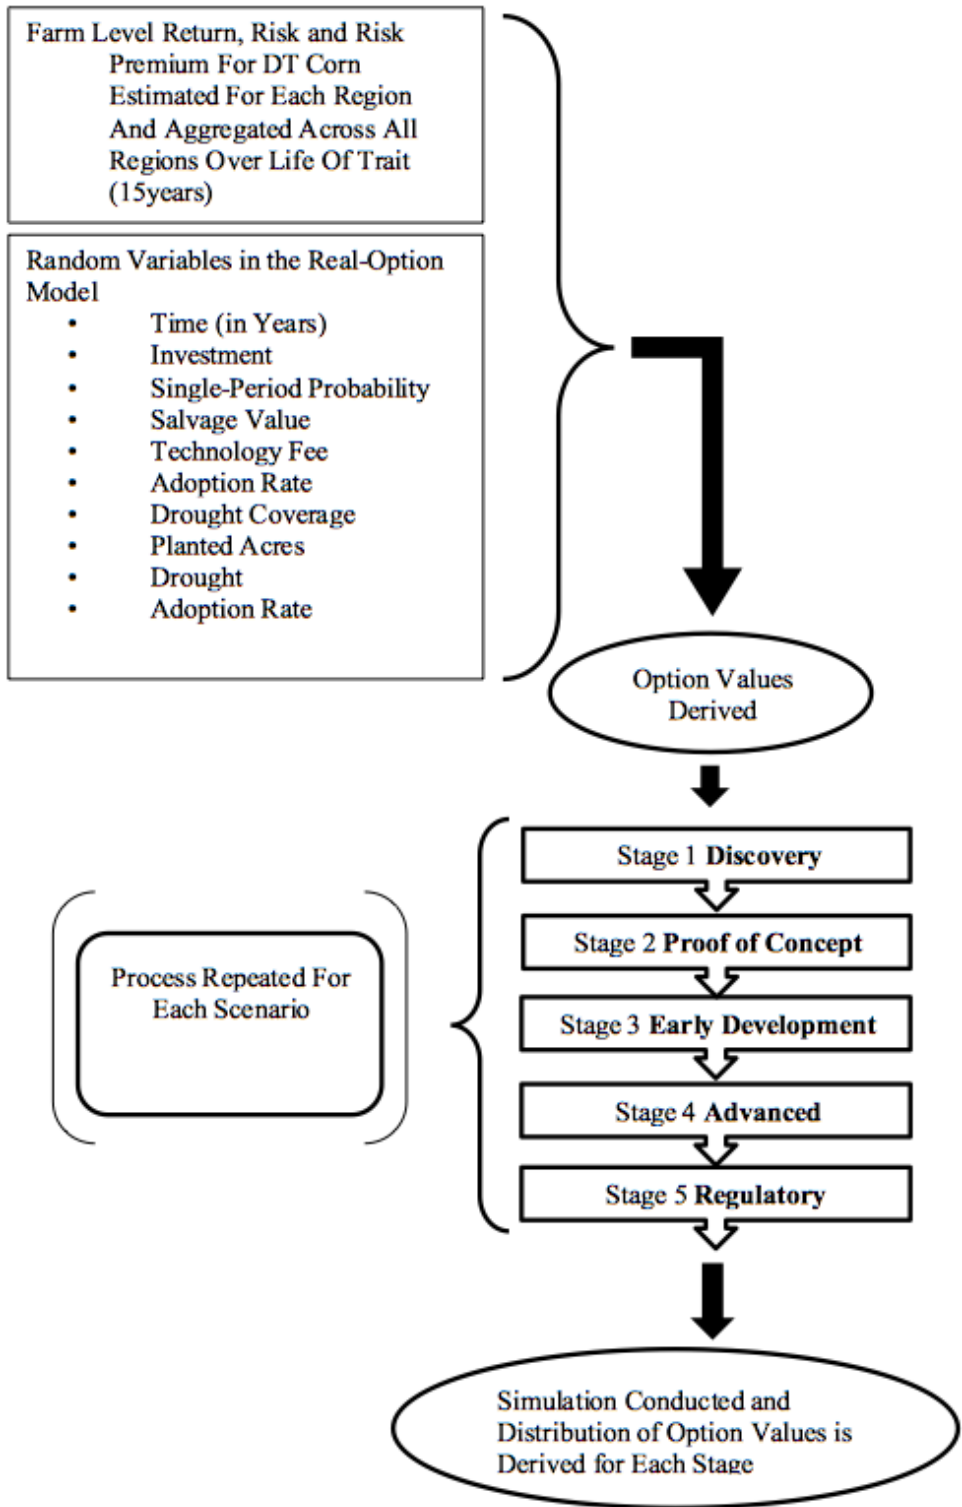 Farm Level Return, Risk and Risk
Premium For DT Corn
Estimated For Each Region
And Aggregated Across All
Regions Over Life Of Trait
(15years)
Random Variables in the Real-Option
Model
• Time (in Years)
• Investment
• Single-Period Probability
• Salvage Value
• Technology Fee
• Adoption Rate
• Drought Coverage
• Planted Acres
• Drought
• Adoption Rate
Option Values
Derived
Stage 1 Discovery
Stage 2 Proof of Concept
Stage 3 Early Development
Stage 4 Advanced
Stage 5 Regulatory
Process Repeated For
Each Scenario
Simulation Conducted and
Distribution of Option Values is
Derived for Each Stage